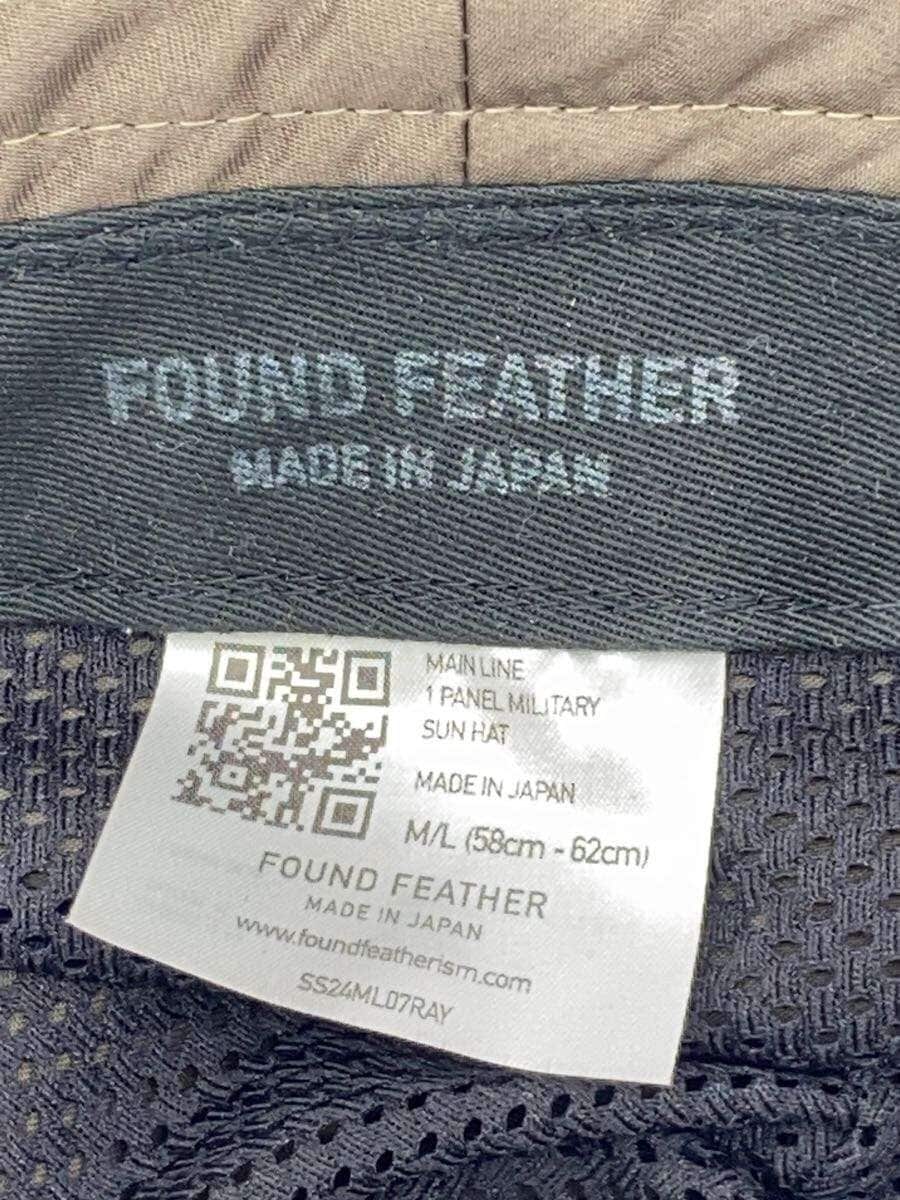 FOUND FEATHER
MADE IN JAPAN
MAIN LINE
1 PANEL MILITARY
SUN HAT
MADE IN JAPAN
M/L (58cm - 62cm)
FOUND FEATHER
MADE IN JAPAN
www.foundfeatherism.com
SS24ML07RAY